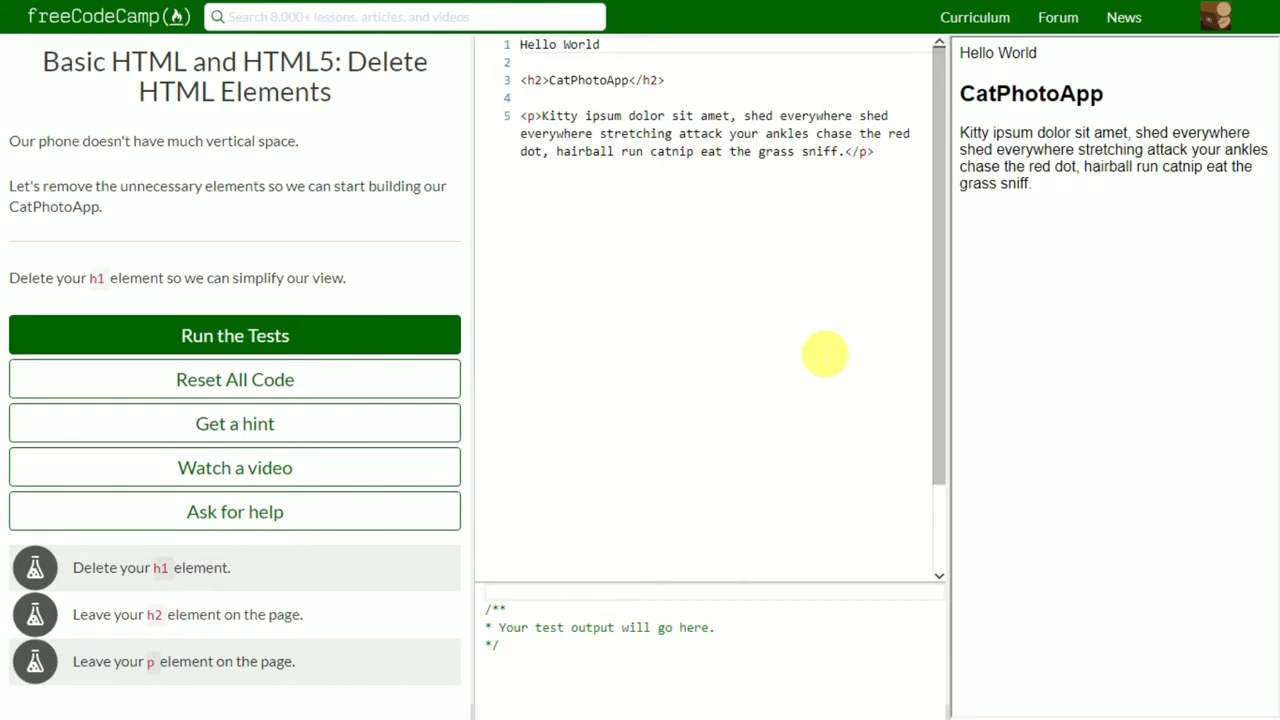 freeCodeCamp
Search 8,000+ lessons, articles, and videos
Curriculum Forum News
Basic HTML and HTML5: Delete
HTML Elements
Our phone doesn't have much vertical space.
Let's remove the unnecessary elements so we can start building our
CatPhotoApp.
Delete your h1 element so we can simplify our view.
Run the Tests
Reset All Code
Get a hint
Watch a video
Ask for help
Delete your h1 element.
Leave your h2 element on the page.
Leave your p element on the page.
1 Hello World
2
3 <h2>CatPhotoApp</h2>
4
5 <p>Kitty ipsum dolor sit amet, shed everywhere shed
everywhere stretching attack your ankles chase the red
dot, hairball run catnip eat the grass sniff.</p>
/**
* Your test output will go here.
*/
Hello World
CatPhotoApp
Kitty ipsum dolor sit amet, shed everywhere
shed everywhere stretching attack your ankles
chase the red dot, hairball run catnip eat the
grass sniff.